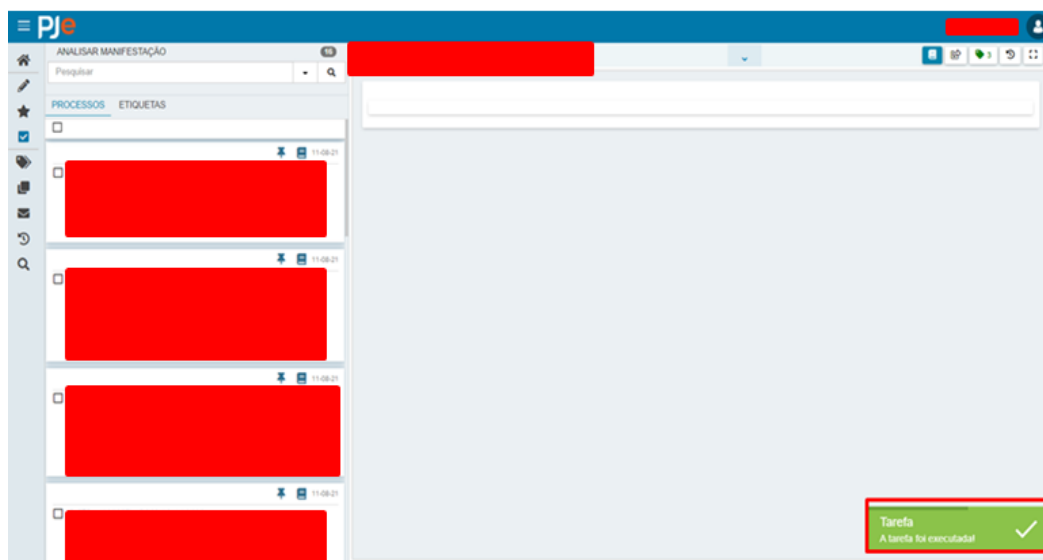 PJe
ANALISAR MANIFESTAÇÃO
Pesquisar
PROCESSOS ETIQUETAS
11-08-21
11-08-21
11-08-21
11-08-21
3
Tarefa
A tarefa foi executada!